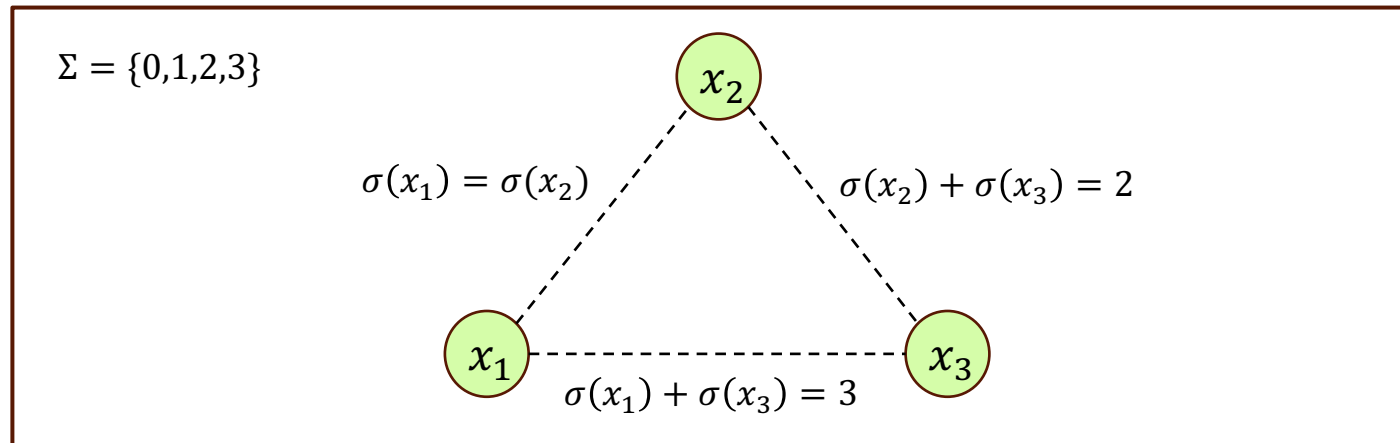 Σ = {0,1,2,3}
x₂
σ(x₁) = σ(x₂)
σ(x₂) + σ(x₃) = 2
x₁
x₃
σ(x₁) + σ(x₃) = 3